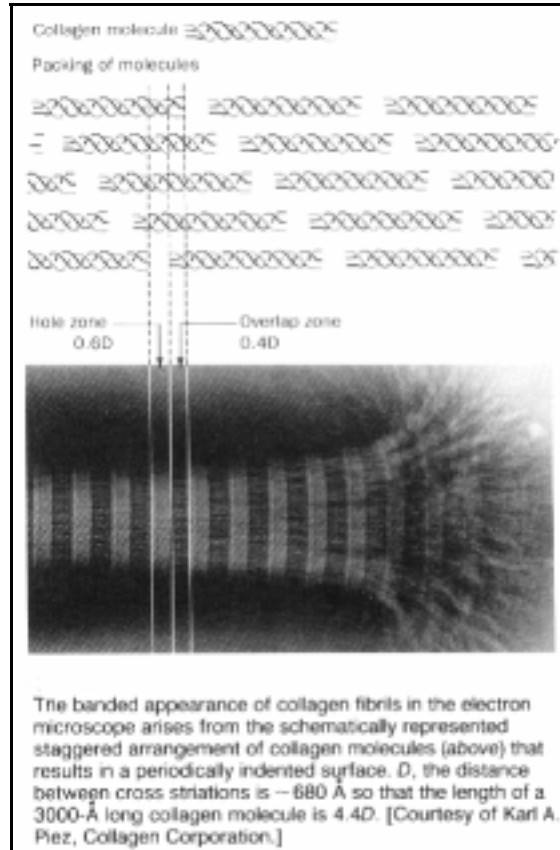 Collagen molecule
Packing of molecules
Hole zone
0.6D
Overlap zone
0.4D
The banded appearance of collagen fibrils in the electron
microscope arises from the schematically represented
staggered arrangement of collagen molecules (above) that
results in a periodically indented surface. D, the distance
between cross striations is ~680 Å so that the length of a
3000-Å long collagen molecule is 4.4D. [Courtesy of Karl A.
Piez, Collagen Corporation.]